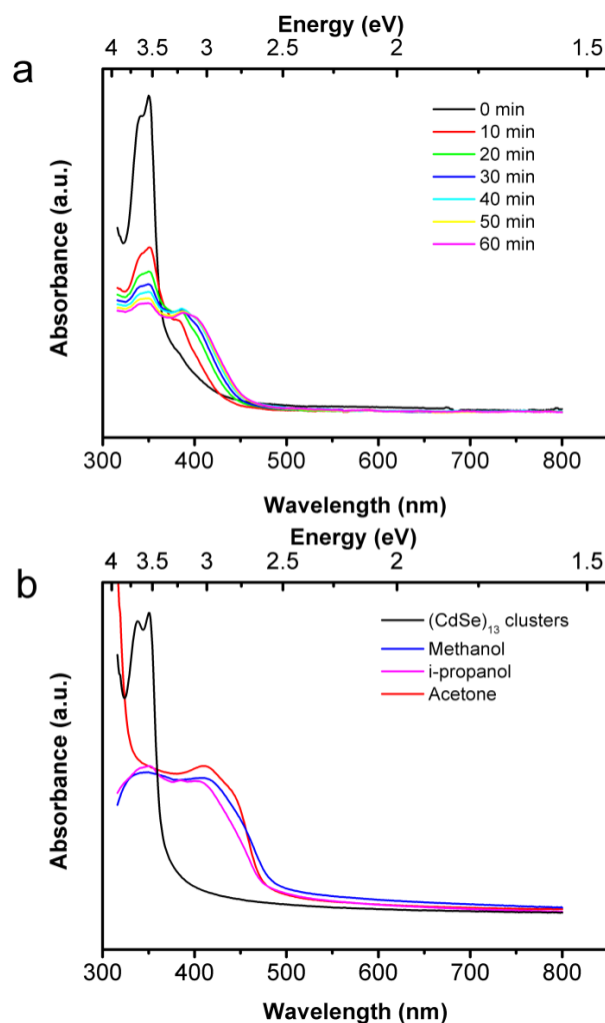 Energy (eV)
4 3.5 3 2.5 2 1.5
a
0 min
10 min
20 min
30 min
40 min
50 min
60 min
Absorbance (a.u.)
300 400 500 600 700 800
Wavelength (nm)
Energy (eV)
4 3.5 3 2.5 2 1.5
b
(CdSe)₁₃ clusters
Methanol
i-propanol
Acetone
Absorbance (a.u.)
300 400 500 600 700 800
Wavelength (nm)